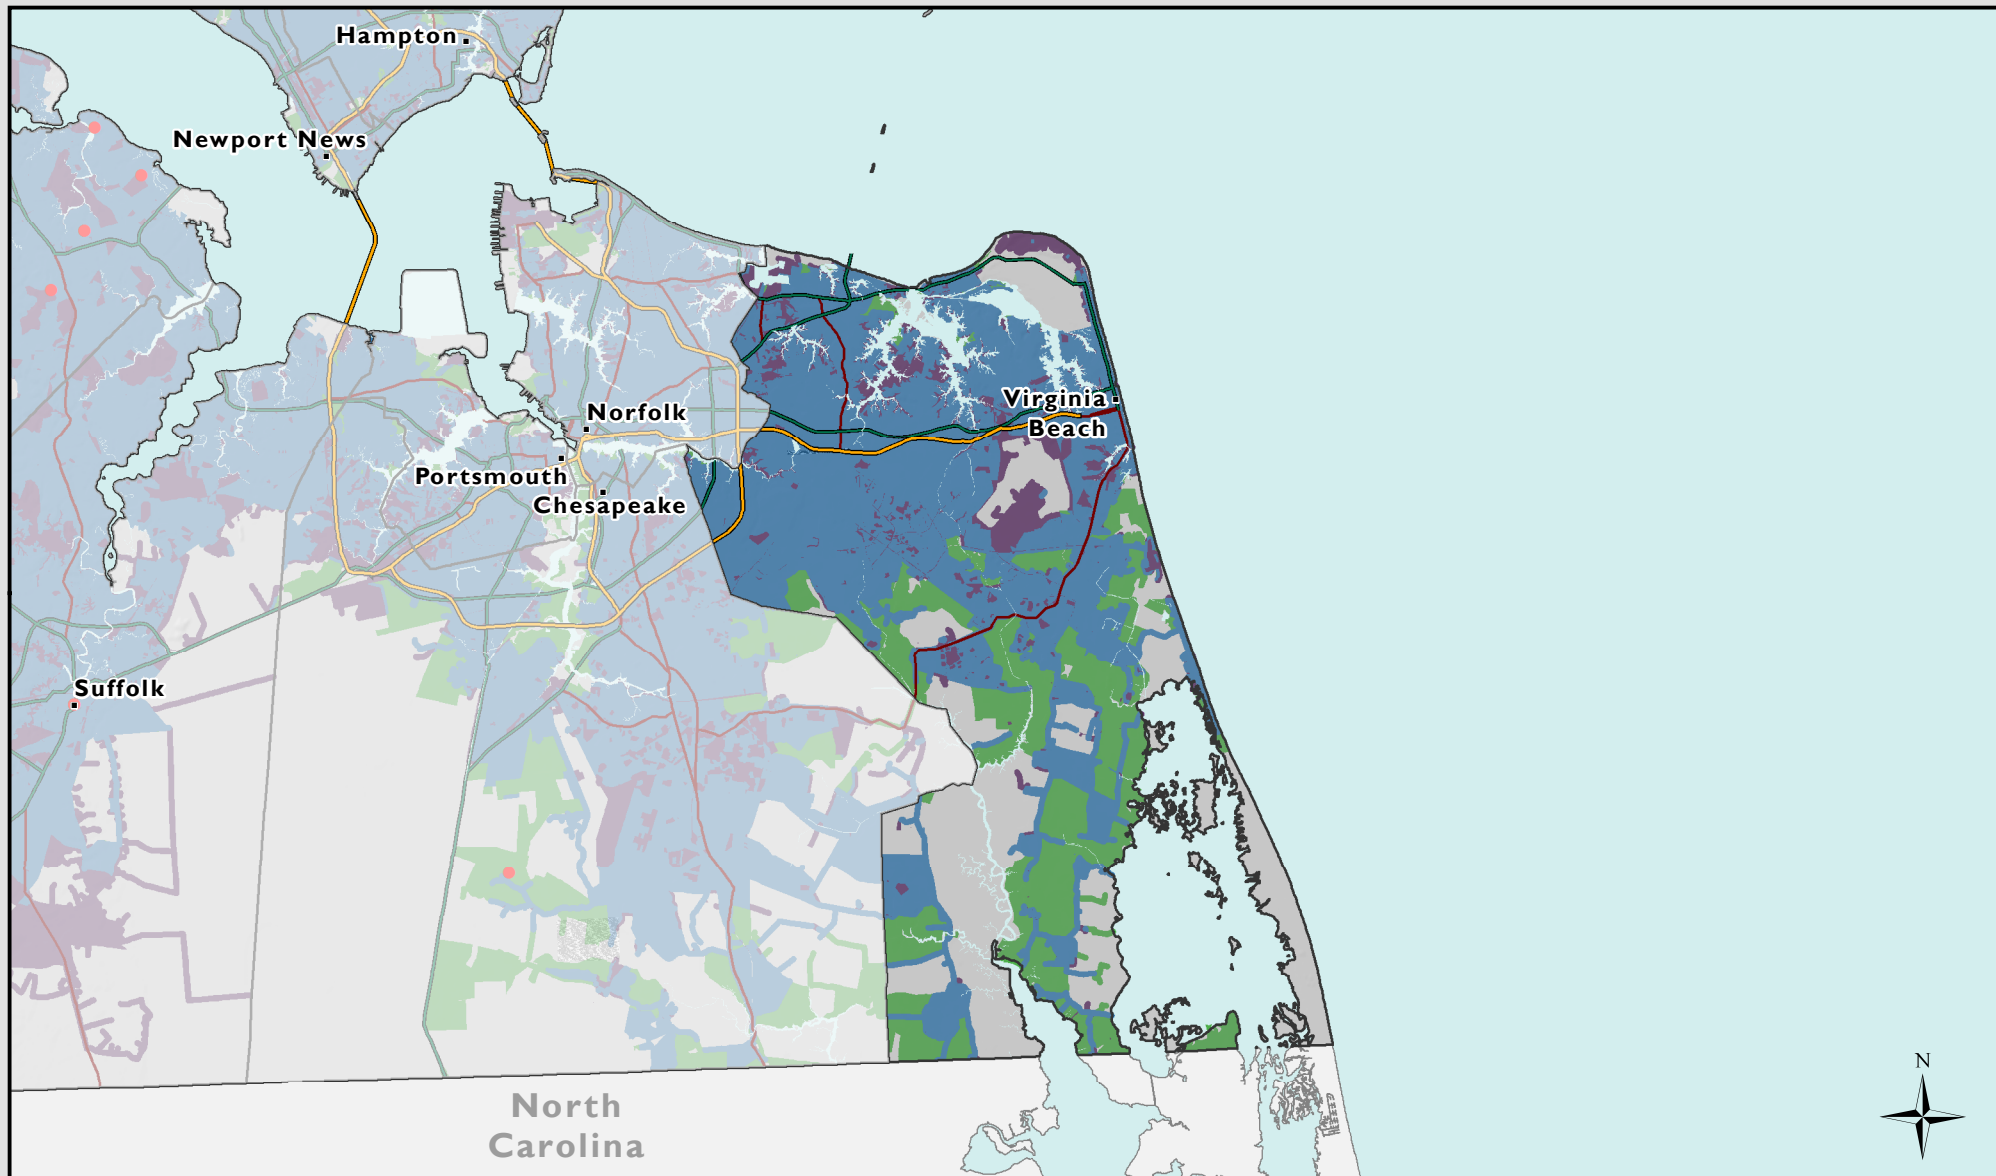 Hampton
Newport News
Virginia
Beach
Norfolk
Portsmouth
Chesapeake
Suffolk
N
North
Carolina